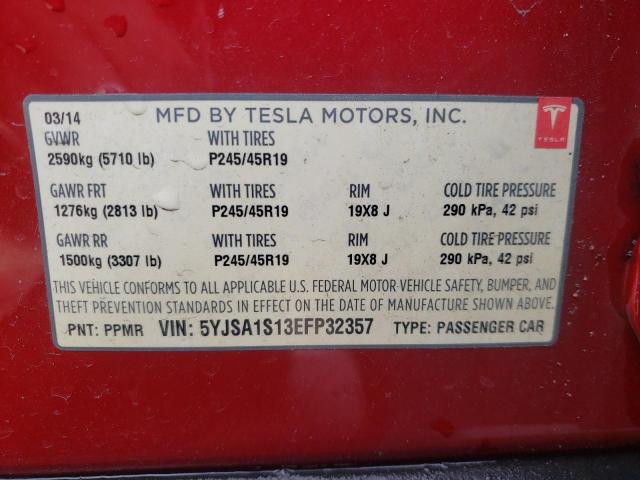 03/14 MFD BY TESLA MOTORS, INC.
TESLA
GVWR WITH TIRES
2590kg (5710 lb) P245/45R19
GAWR FRT WITH TIRES RIM COLD TIRE PRESSURE
1276kg (2813 lb) P245/45R19 19X8 J 290 kPa, 42 psi
GAWR RR WITH TIRES RIM COLD TIRE PRESSURE
1500kg (3307 lb) P245/45R19 19X8 J 290 kPa, 42 psi
THIS VEHICLE CONFORMS TO ALL APPLICABLE U.S. FEDERAL MOTOR VEHICLE SAFETY, BUMPER, AND
THEFT PREVENTION STANDARDS IN EFFECT ON THE DATE OF MANUFACTURE SHOWN ABOVE.
PNT: PPMR VIN: 5YJSA1S13EFP32357 TYPE: PASSENGER CAR